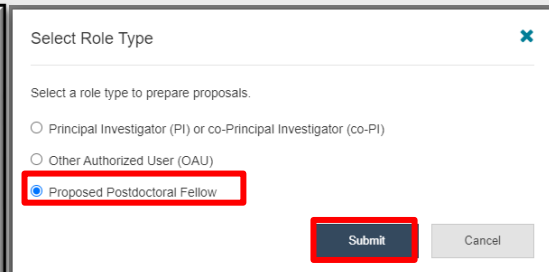 Select Role Type
Select a role type to prepare proposals.
Principal Investigator (PI) or co-Principal Investigator (co-PI)
Other Authorized User (OAU)
Proposed Postdoctoral Fellow
Submit Cancel